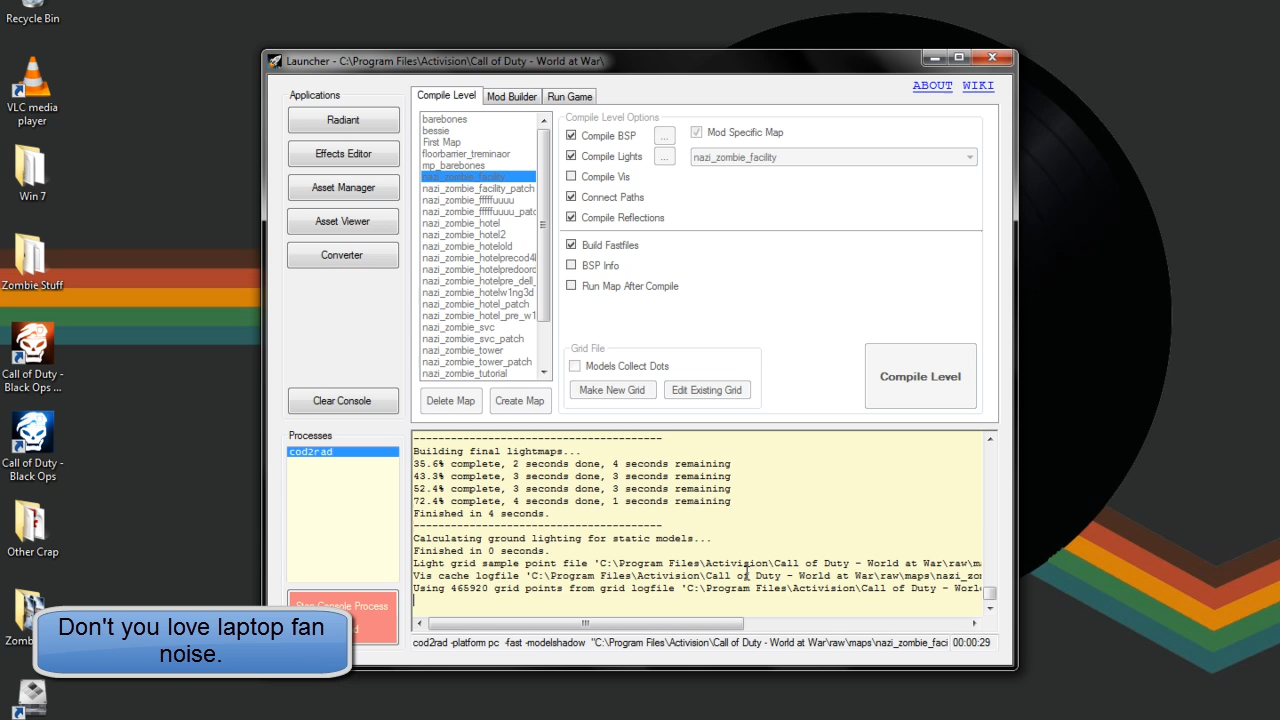 Recycle Bin
VLC media
player
Win 7
Zombie Stuff
Call of Duty -
Black Ops ...
Call of Duty -
Black Ops
Other Crap
Launcher - C:\Program Files\Activision\Call of Duty - World at War\
ABOUT WIKI
Applications
Radiant
Effects Editor
Asset Manager
Asset Viewer
Converter
Clear Console
Processes
cod2rad
Compile Level Mod Builder Run Game
barebones
bessie
First Map
floorbarrier_treminaor
mp_barebones
nazi_zombie_facility
nazi_zombie_facility_patch
nazi_zombie_fffffuuuu
nazi_zombie_fffffuuuu_patc
nazi_zombie_hotel
nazi_zombie_hotel2
nazi_zombie_hotelold
nazi_zombie_hotelprecod4l
nazi_zombie_hotelpredoorc
nazi_zombie_hotelpre_dell_
nazi_zombie_hotelw1ng3d
nazi_zombie_hotel_patch
nazi_zombie_hotel_pre_w1
nazi_zombie_svc
nazi_zombie_svc_patch
nazi_zombie_tower
nazi_zombie_tower_patch
nazi_zombie_tutorial
Delete Map Create Map
Compile Level Options
Compile BSP ...
Compile Lights ...
Compile Vis
Connect Paths
Compile Reflections
Mod Specific Map
nazi_zombie_facility
Build Fastfiles
BSP Info
Run Map After Compile
Grid File
Models Collect Dots
Make New Grid Edit Existing Grid
Compile Level
----------------------------------------
Building final lightmaps...
35.6% complete, 2 seconds done, 4 seconds remaining
43.3% complete, 3 seconds done, 3 seconds remaining
52.4% complete, 3 seconds done, 3 seconds remaining
72.4% complete, 4 seconds done, 1 seconds remaining
Finished in 4 seconds.
----------------------------------------
Calculating ground lighting for static models...
Finished in 0 seconds.
Light grid sample point file 'C:\Program Files\Activision\Call of Duty - World at War\raw\ma
Vis cache logfile 'C:\Program Files\Activision\Call of Duty - World at War\raw\maps\nazi_zo
Using 465920 grid points from grid logfile 'C:\Program Files\Activision\Call of Duty - Worl
cod2rad -platform pc -fast -modelshadow "C:\Program Files\Activision\Call of Duty - World at War\raw\maps\nazi_zombie_faci 00:00:29
Console Process
Don't you love laptop fan
noise.